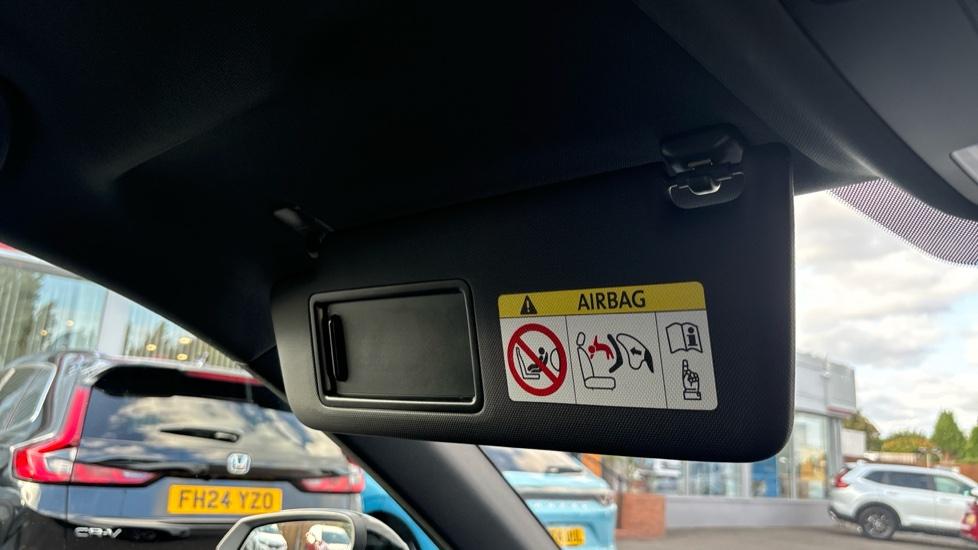 AIRBAG
FH24 YZO
CR-V